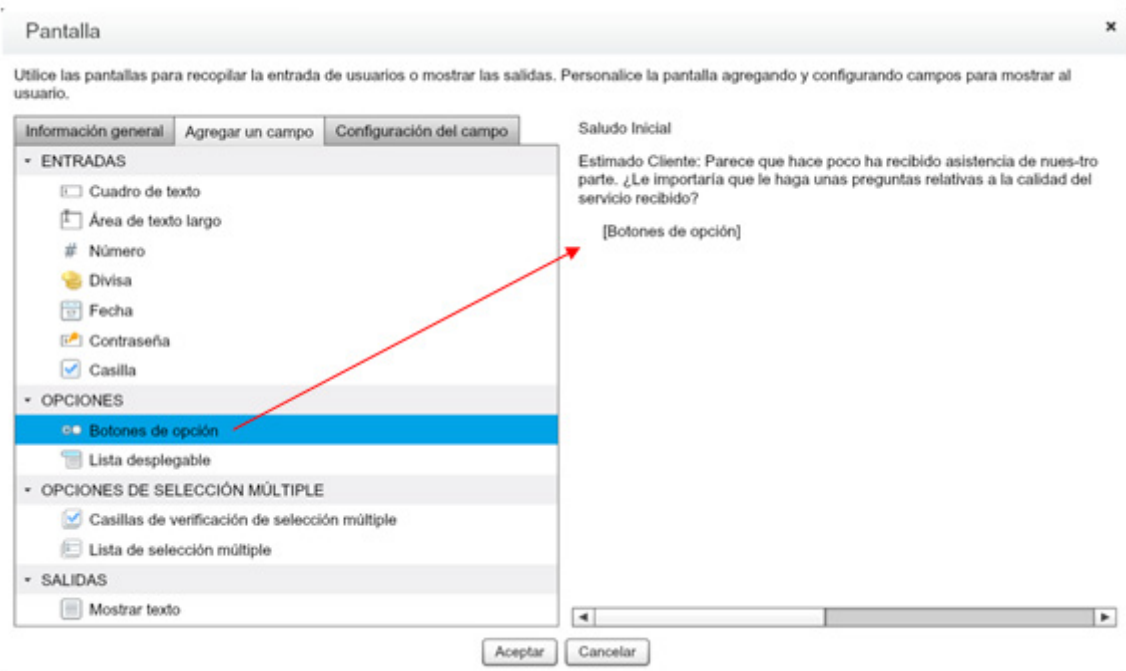 Pantalla
Utilice las pantallas para recopilar la entrada de usuarios o mostrar las salidas. Personalice la pantalla agregando y configurando campos para mostrar al
usuario.
Información general
Agregar un campo
Configuración del campo
ENTRADAS
Cuadro de texto
Área de texto largo
Número
Divisa
Fecha
Contraseña
Casilla
OPCIONES
Botones de opción
Lista desplegable
OPCIONES DE SELECCIÓN MÚLTIPLE
Casillas de verificación de selección múltiple
Lista de selección múltiple
SALIDAS
Mostrar texto
Saludo Inicial
Estimado Cliente: Parece que hace poco ha recibido asistencia de nues-tro
parte. ¿Le importaría que le haga unas preguntas relativas a la calidad del
servicio recibido?
[Botones de opción]
Aceptar
Cancelar